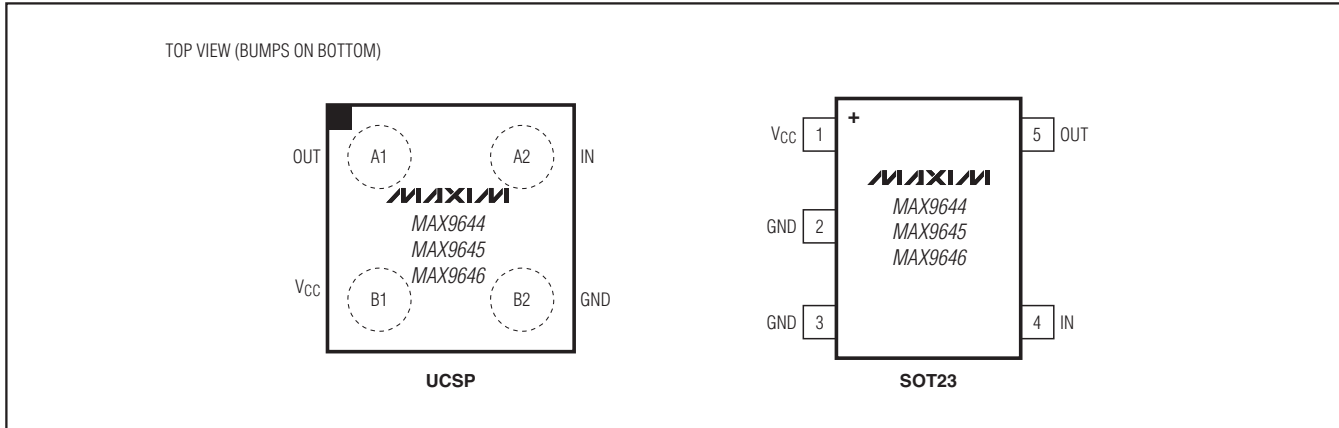 TOP VIEW (BUMPS ON BOTTOM)
OUT A1 A2 IN
MAXIM
MAX9644
MAX9645
MAX9646
VCC B1 B2 GND
UCSP
+
VCC 1 5 OUT
MAXIM
MAX9644
MAX9645
MAX9646
GND 2
GND 3 4 IN
SOT23